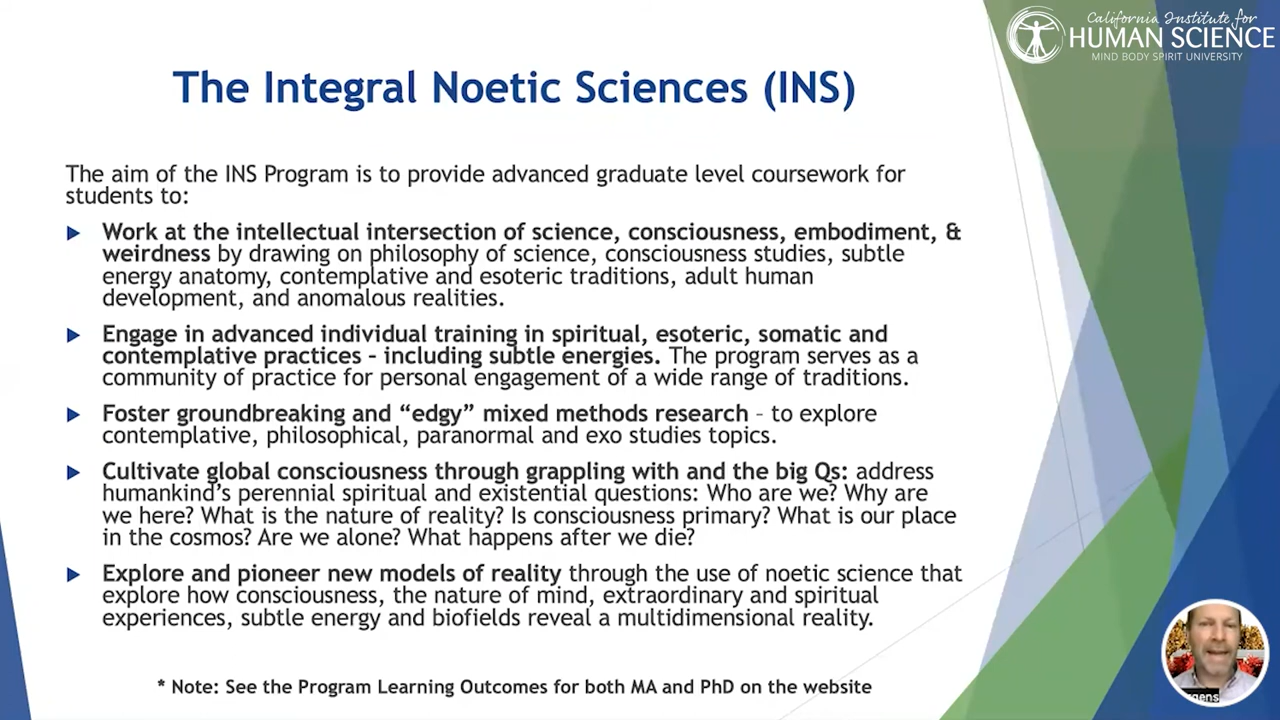 California Institute for
HUMAN SCIENCE
MIND BODY SPIRIT UNIVERSITY
The Integral Noetic Sciences (INS)
The aim of the INS Program is to provide advanced graduate level coursework for
students to:
Work at the intellectual intersection of science, consciousness, embodiment, &
weirdness by drawing on philosophy of science, consciousness studies, subtle
energy anatomy, contemplative and esoteric traditions, adult human
development, and anomalous realities.
Engage in advanced individual training in spiritual, esoteric, somatic and
contemplative practices – including subtle energies. The program serves as a
community of practice for personal engagement of a wide range of traditions.
Foster groundbreaking and “edgy” mixed methods research – to explore
contemplative, philosophical, paranormal and exo studies topics.
Cultivate global consciousness through grappling with and the big Qs: address
humankind’s perennial spiritual and existential questions: Who are we? Why are
we here? What is the nature of reality? Is consciousness primary? What is our place
in the cosmos? Are we alone? What happens after we die?
Explore and pioneer new models of reality through the use of noetic science that
explore how consciousness, the nature of mind, extraordinary and spiritual
experiences, subtle energy and biofields reveal a multidimensional reality.
* Note: See the Program Learning Outcomes for both MA and PhD on the website